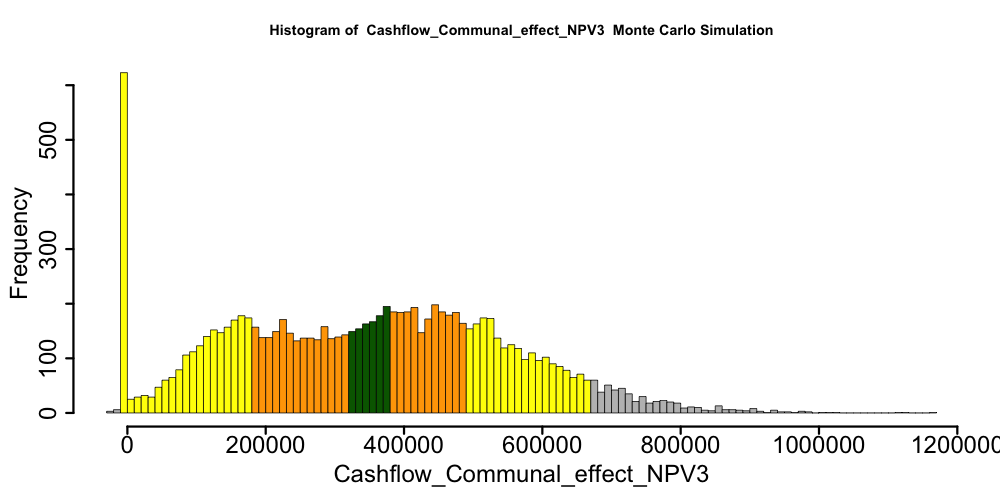 Histogram of  Cashflow_Communal_effect_NPV3  Monte Carlo Simulation
Frequency
500
300
100
0
0 200000 400000 600000 800000 1000000 1200000
Cashflow_Communal_effect_NPV3